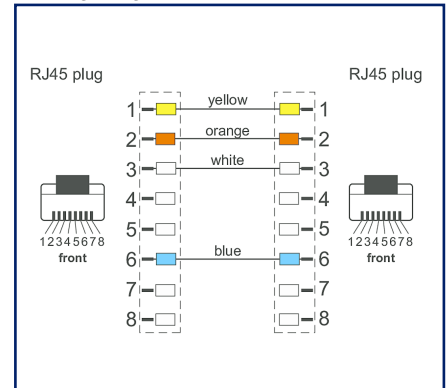 RJ45 plug RJ45 plug
1 yellow 1
2 orange 2
3 white 3
4 4
5 5
6 blue 6
7 7
8 8
12345678 12345678
front front